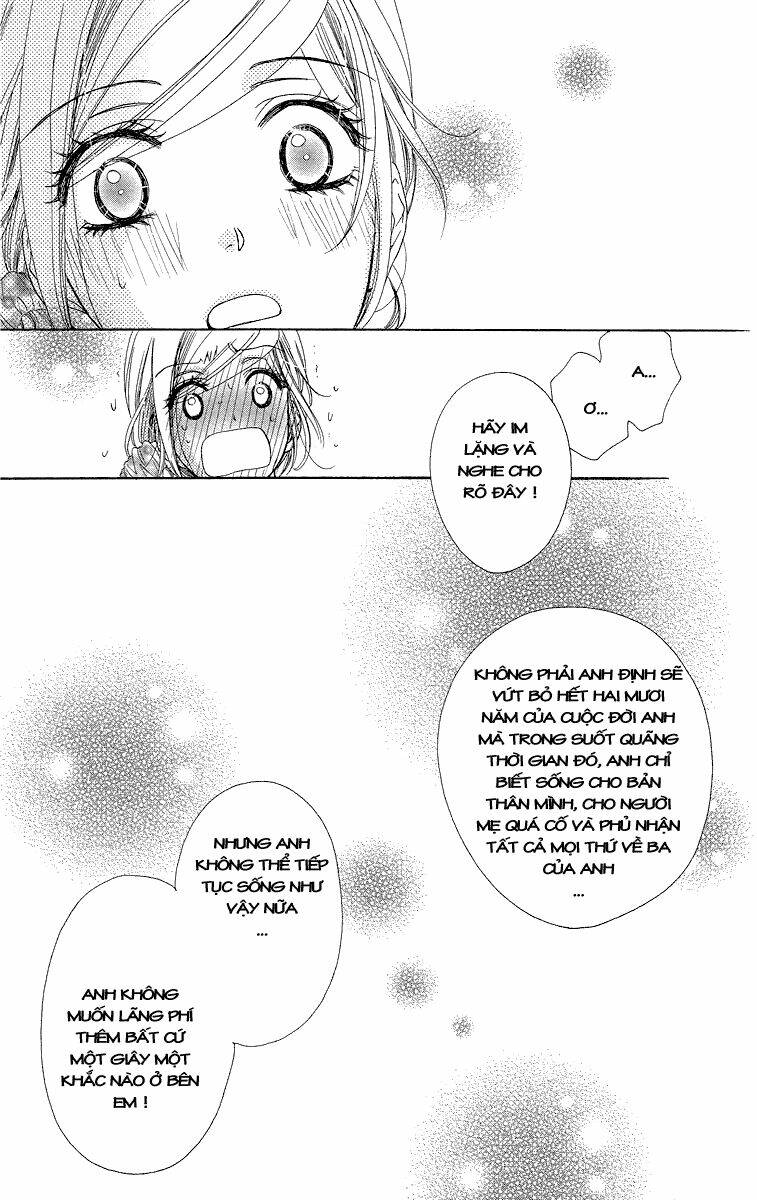 A...
Ơ...
HÃY IM
LẶNG VÀ
NGHE CHO
RÕ ĐÂY !
KHÔNG PHẢI ANH ĐỊNH SẼ
VỨT BỎ HẾT HAI MƯƠI
NĂM CỦA CUỘC ĐỜI ANH
MÀ TRONG SUỐT QUÃNG
THỜI GIAN ĐÓ, ANH CHỈ
BIẾT SỐNG CHO BẢN
THÂN MÌNH, CHO NGƯỜI
MẸ QUÁ CỐ VÀ PHỦ NHẬN
TẤT CẢ MỌI THỨ VỀ BA
CỦA ANH
...
NHƯNG ANH
KHÔNG THỂ TIẾP
TỤC SỐNG NHƯ
VẬY NỮA
...
ANH KHÔNG
MUỐN LÃNG PHÍ
THÊM BẤT CỨ
MỘT GIÂY MỘT
KHẮC NÀO Ở BÊN
EM !